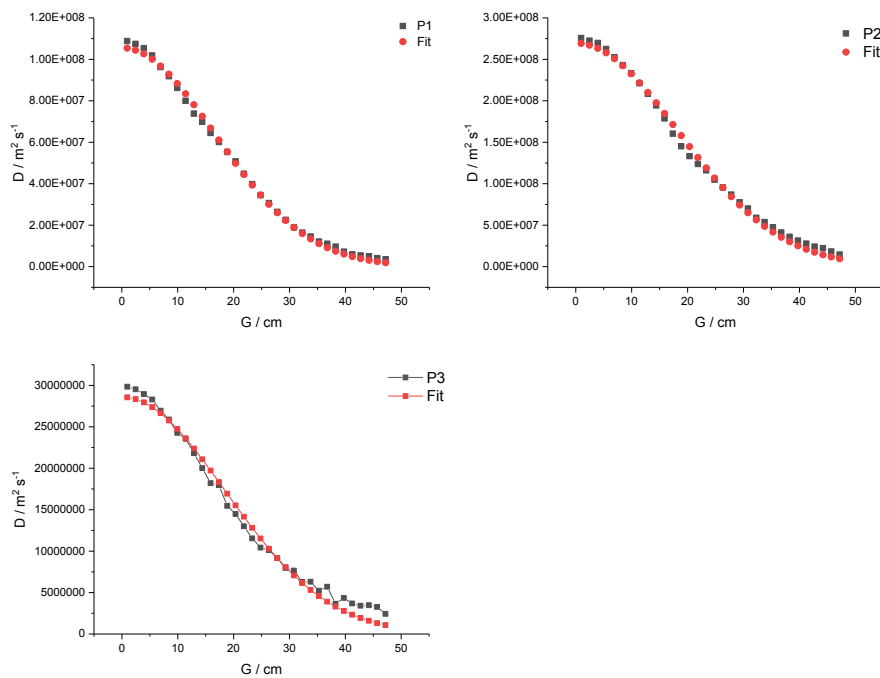 1.20E+008
1.00E+008
8.00E+007
6.00E+007
4.00E+007
2.00E+007
0.00E+000
D / m² s⁻¹
0 10 20 30 40 50
G / cm
P1
Fit
3.00E+008
2.50E+008
2.00E+008
1.50E+008
1.00E+008
5.00E+007
0.00E+000
D / m² s⁻¹
0 10 20 30 40 50
G / cm
P2
Fit
30000000
25000000
20000000
15000000
10000000
5000000
0
D / m² s⁻¹
0 10 20 30 40 50
G / cm
P3
Fit